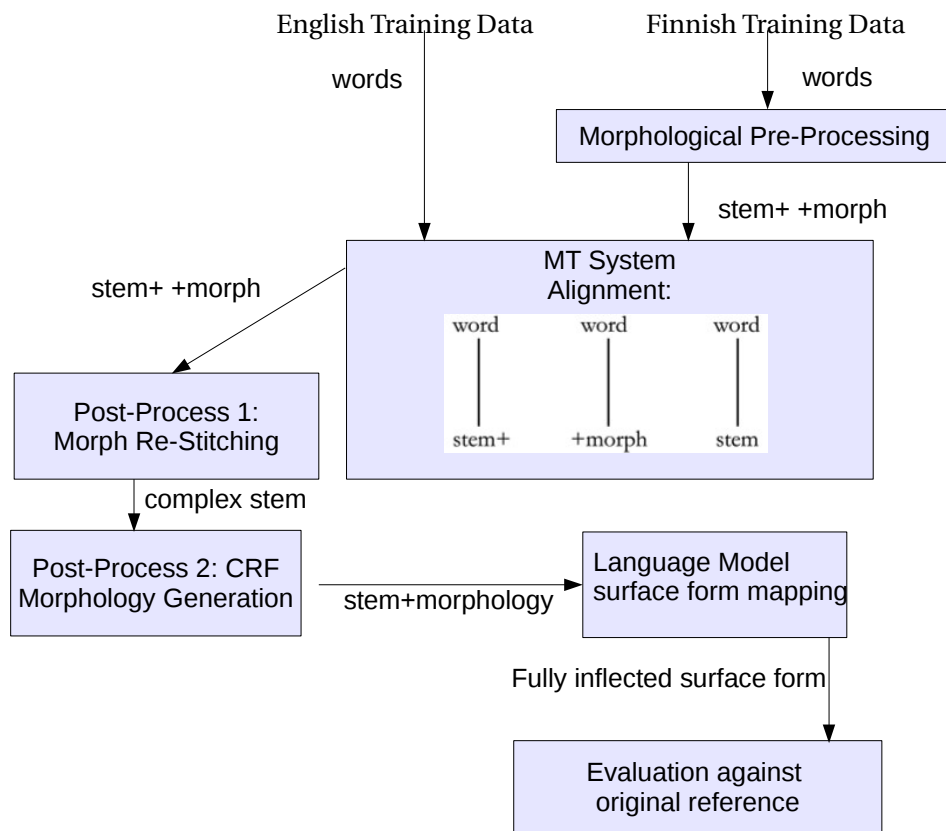 English Training Data
Finnish Training Data
words
words
Morphological Pre-Processing
stem+ +morph
MT System
Alignment:
stem+ +morph
word word word
stem+ +morph stem
Post-Process 1:
Morph Re-Stitching
complex stem
Post-Process 2: CRF
Morphology Generation
stem+morphology
Language Model
surface form mapping
Fully inflected surface form
Evaluation against
original reference